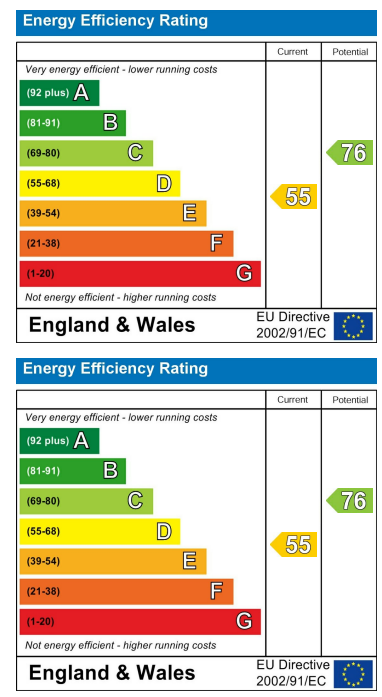 Energy Efficiency Rating
Current Potential
Very energy efficient - lower running costs
(92 plus) A
(81-91) B
(69-80) C 76
(55-68) D
55
(39-54) E
(21-38) F
(1-20) G
Not energy efficient - higher running costs
England & Wales EU Directive
2002/91/EC
Energy Efficiency Rating
Current Potential
Very energy efficient - lower running costs
(92 plus) A
(81-91) B
(69-80) C 76
(55-68) D
55
(39-54) E
(21-38) F
(1-20) G
Not energy efficient - higher running costs
England & Wales EU Directive
2002/91/EC